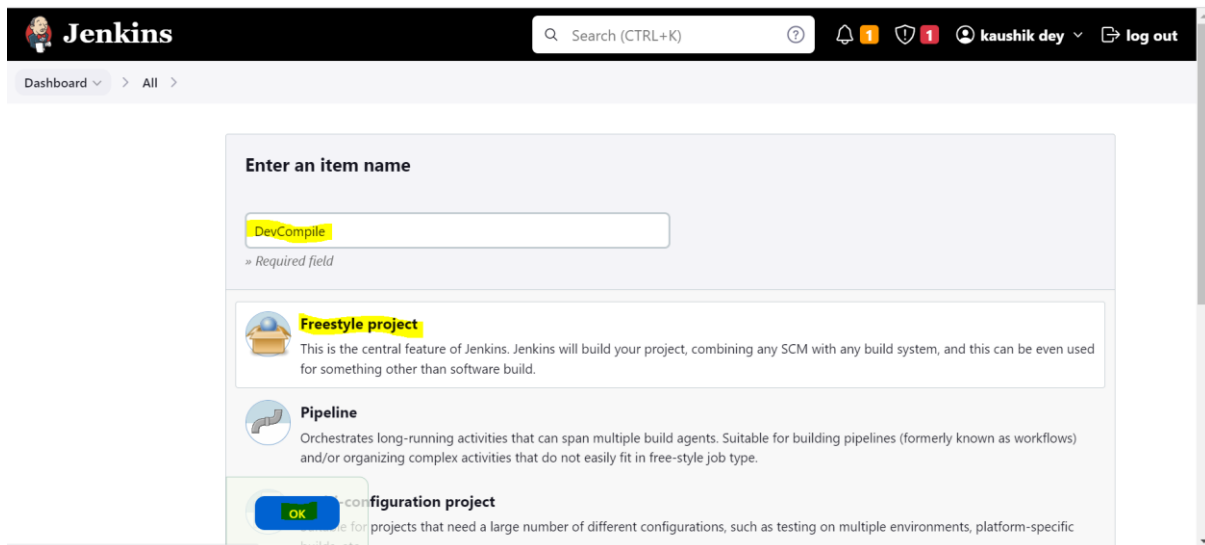 Jenkins
Search (CTRL+K)
1
1
kaushik dey
log out
Dashboard > All >
Enter an item name
DevCompile
» Required field
Freestyle project
This is the central feature of Jenkins. Jenkins will build your project, combining any SCM with any build system, and this can be even used
for something other than software build.
Pipeline
Orchestrates long-running activities that can span multiple build agents. Suitable for building pipelines (formerly known as workflows)
and/or organizing complex activities that do not easily fit in free-style job type.
configuration project
OK
for projects that need a large number of different configurations, such as testing on multiple environments, platform-specific